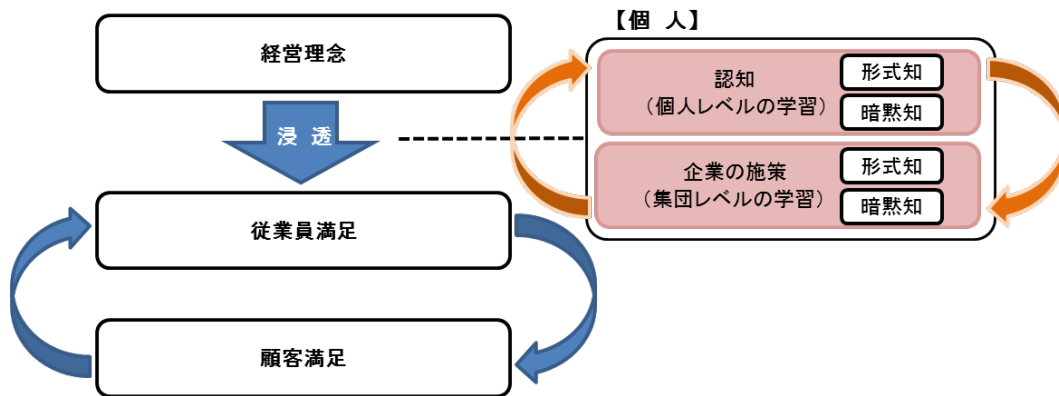 経営理念
浸 透
従業員満足
顧客満足
【個 人】
認知
（個人レベルの学習）
形式知
暗黙知
企業の施策
（集団レベルの学習）
形式知
暗黙知